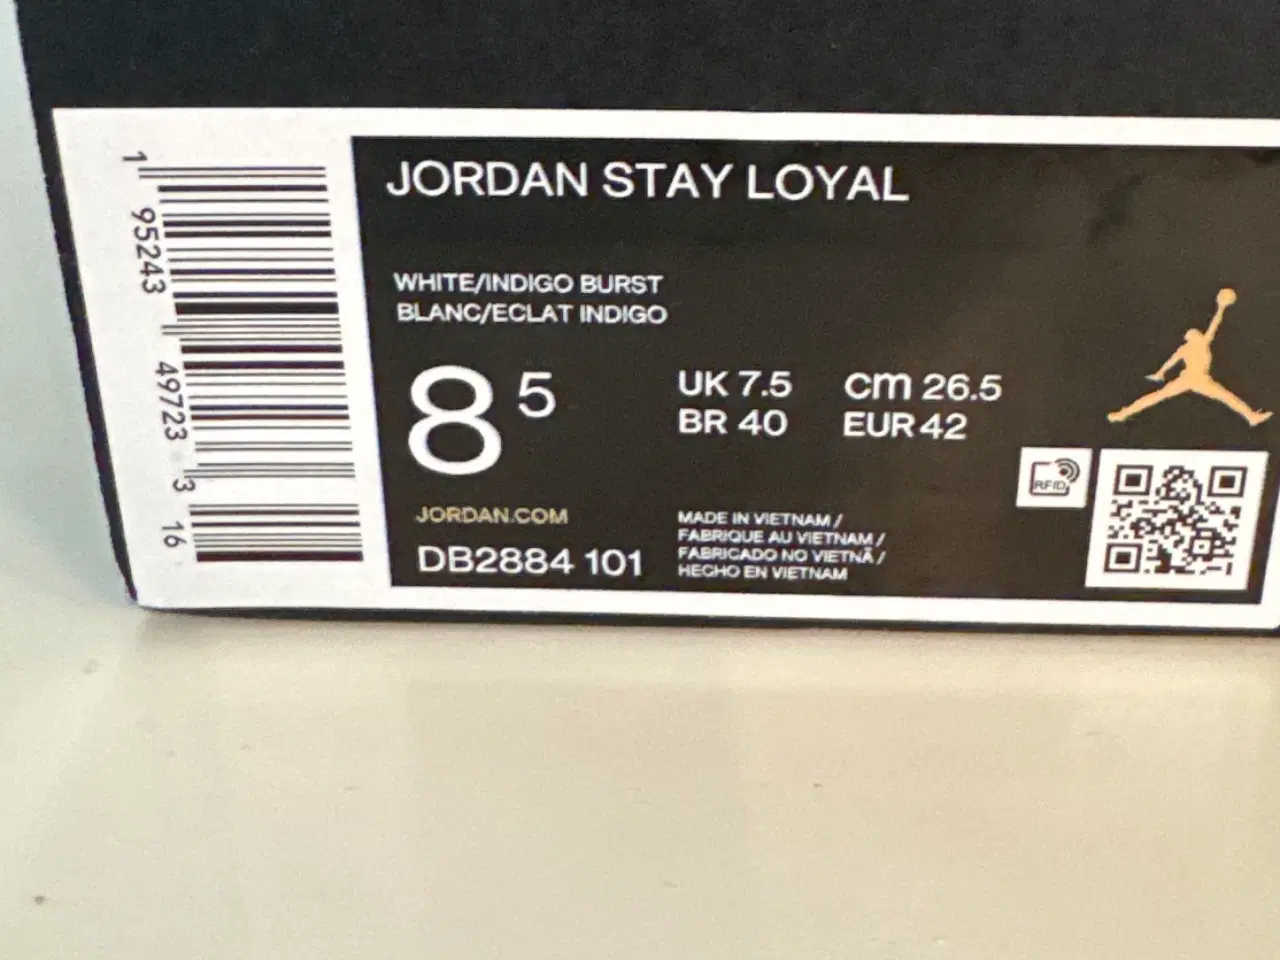 JORDAN STAY LOYAL
WHITE/INDIGO BURST
BLANC/ECLAT INDIGO
8 5
UK 7.5 cm 26.5
BR 40 EUR 42
RFID
JORDAN.COM
DB2884 101
MADE IN VIETNAM /
FABRIQUE AU VIETNAM /
FABRICADO NO VIETNÃ /
HECHO EN VIETNAM
1 95243 49723 3 16